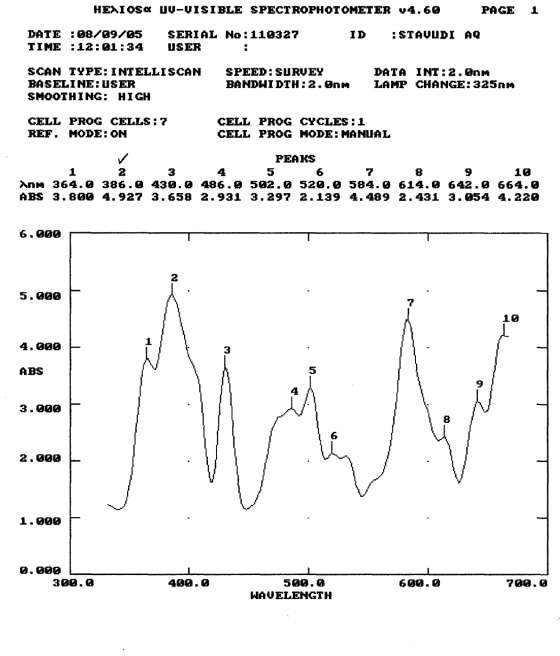 HEλIOSα UV-VISIBLE SPECTROPHOTOMETER v4.60 PAGE 1
DATE :08/09/05 SERIAL No:110327 ID :STAVUDI AQ
TIME :12:01:34 USER :
SCAN TYPE:INTELLISCAN SPEED:SURVEY DATA INT:2.0nm
BASELINE:USER BANDWIDTH:2.0nm LAMP CHANGE:325nm
SMOOTHING: HIGH
CELL PROG CELLS:7 CELL PROG CYCLES:1
REF. MODE:ON CELL PROG MODE:MANUAL
✓ PEAKS
1 2 3 4 5 6 7 8 9 10
λnm 364.0 386.0 430.0 486.0 502.0 520.0 584.0 614.0 642.0 664.0
ABS 3.800 4.927 3.658 2.931 3.297 2.139 4.489 2.431 3.054 4.220
6.000
5.000
4.000
ABS
3.000
2.000
1.000
0.000
1
2
3
4
5
6
7
8
9
10
300.0 400.0 500.0 600.0 700.0
WAVELENGTH